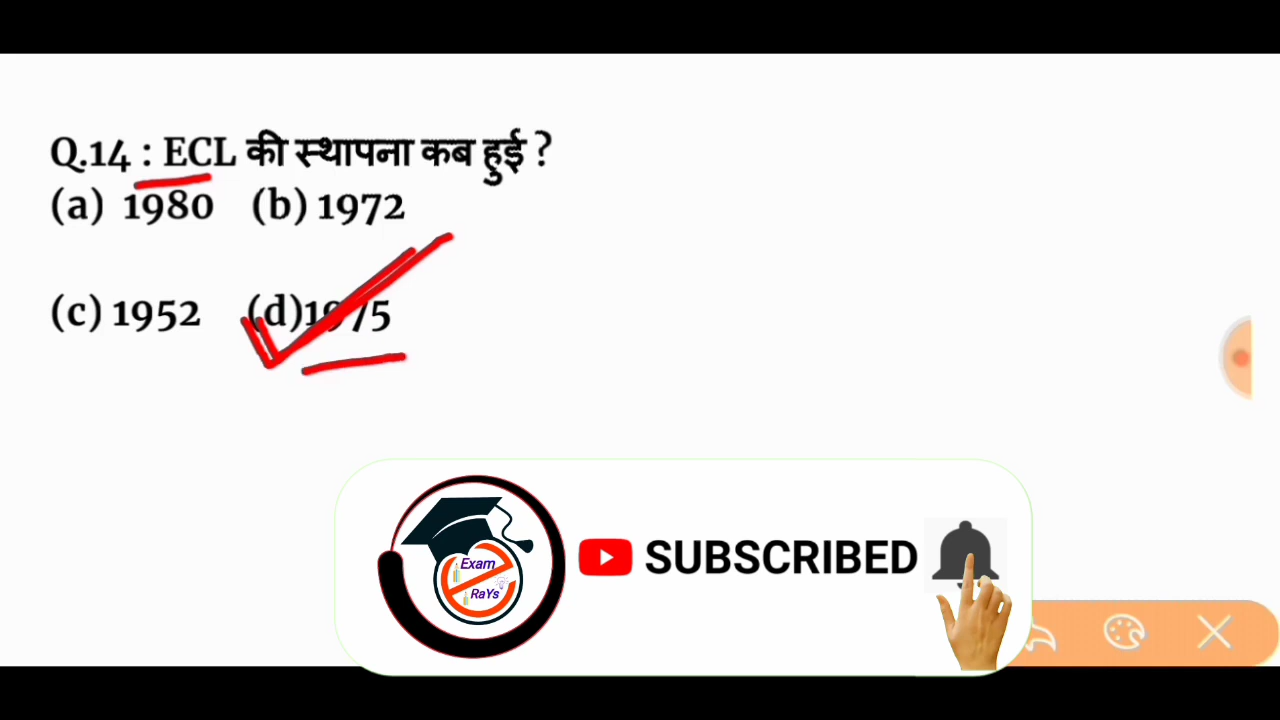 Q.14 : ECL की स्थापना कब हुई ?
(a) 1980 (b) 1972
(c) 1952 (d)1975
Exam
RaYs
SUBSCRIBED